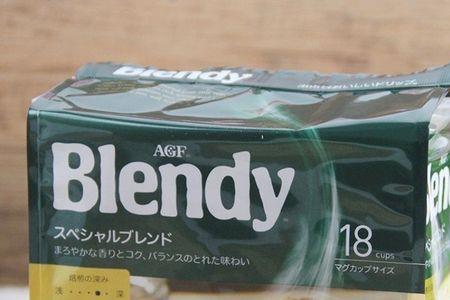 Blendy
AGF
Blendy
スペシャルブレンド
まろやかな香りとコク、バランスのとれた味わい
18 cups
マグカップサイズ
焙煎の深み
浅 深